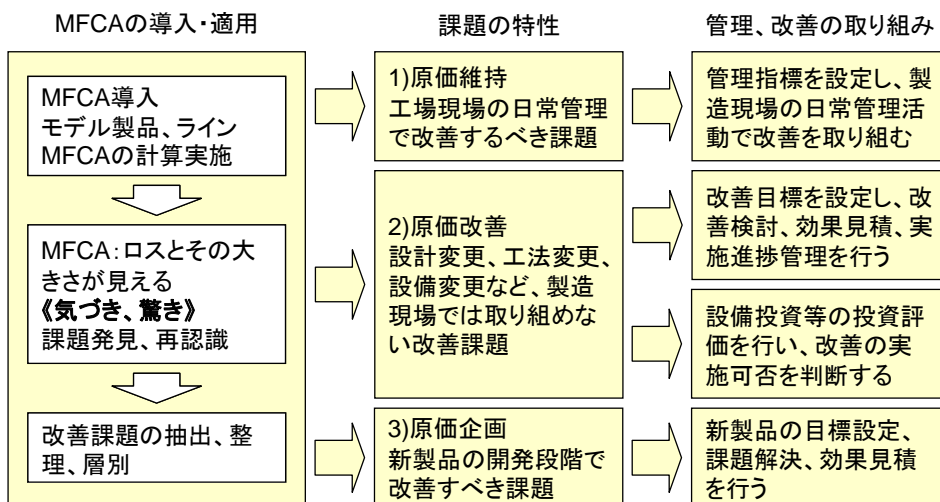 MFCAの導入・適用
課題の特性
管理、改善の取り組み
MFCA導入
モデル製品、ライン
MFCAの計算実施
MFCA：ロスとその大
きさが見える
《気づき、驚き》
課題発見、再認識
改善課題の抽出、整
理、層別
1)原価維持
工場現場の日常管理
で改善するべき課題
2)原価改善
設計変更、工法変更、
設備変更など、製造
現場では取り組めな
い改善課題
3)原価企画
新製品の開発段階で
改善すべき課題
管理指標を設定し、製
造現場の日常管理活
動で改善を取り組む
改善目標を設定し、改
善検討、効果見積、実
施進捗管理を行う
設備投資等の投資評
価を行い、改善の実
施可否を判断する
新製品の目標設定、
課題解決、効果見積
を行う